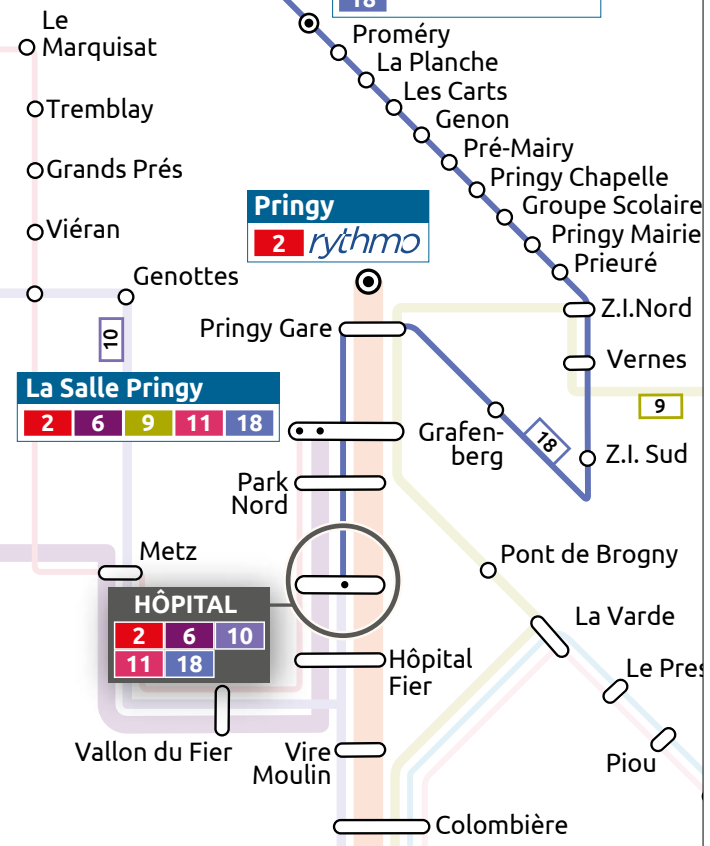 18
Le
Marquisat
Proméry
La Planche
Les Carts
Tremblay
Genon
Pré-Mairy
Grands Prés
Pringy Chapelle
Pringy
Groupe Scolaire
Viéran
2 rythmo
Pringy Mairie
Prieuré
Genottes
Z.I.Nord
10
Pringy Gare
Vernes
La Salle Pringy
2 6 9 11 18
9
Grafen-
berg
18
Z.I. Sud
Park
Nord
Metz
Pont de Brogny
HÔPITAL
2 6 10
11 18
La Varde
Hôpital
Fier
Le Pres
Vallon du Fier
Vire
Moulin
Piou
Colombière